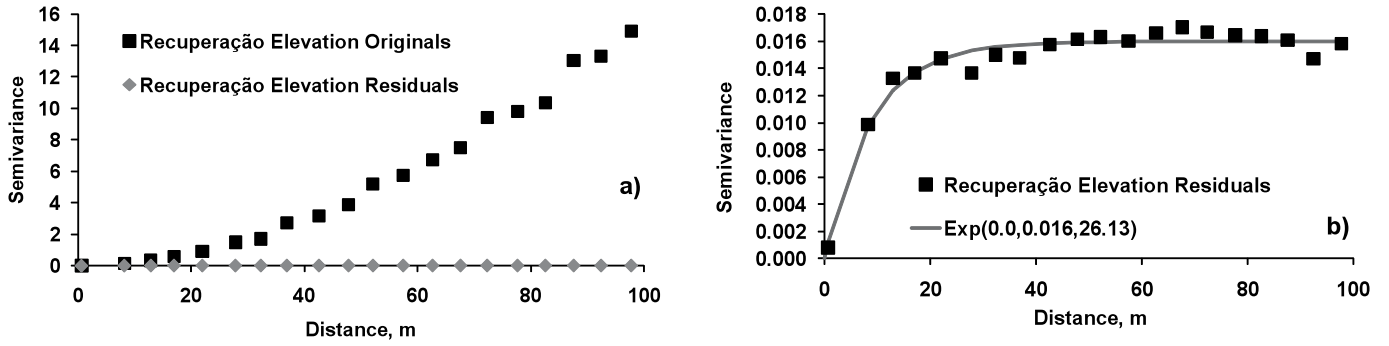 16
14
12
10
8
6
4
2
0
Semivariance
Recuperação Elevation Originals
Recuperação Elevation Residuals
a)
0 20 40 60 80 100
Distance, m
0.018
0.016
0.014
0.012
0.010
0.008
0.006
0.004
0.002
0.000
Semivariance
Recuperação Elevation Residuals
Exp(0.0,0.016,26.13)
b)
0 20 40 60 80 100
Distance, m